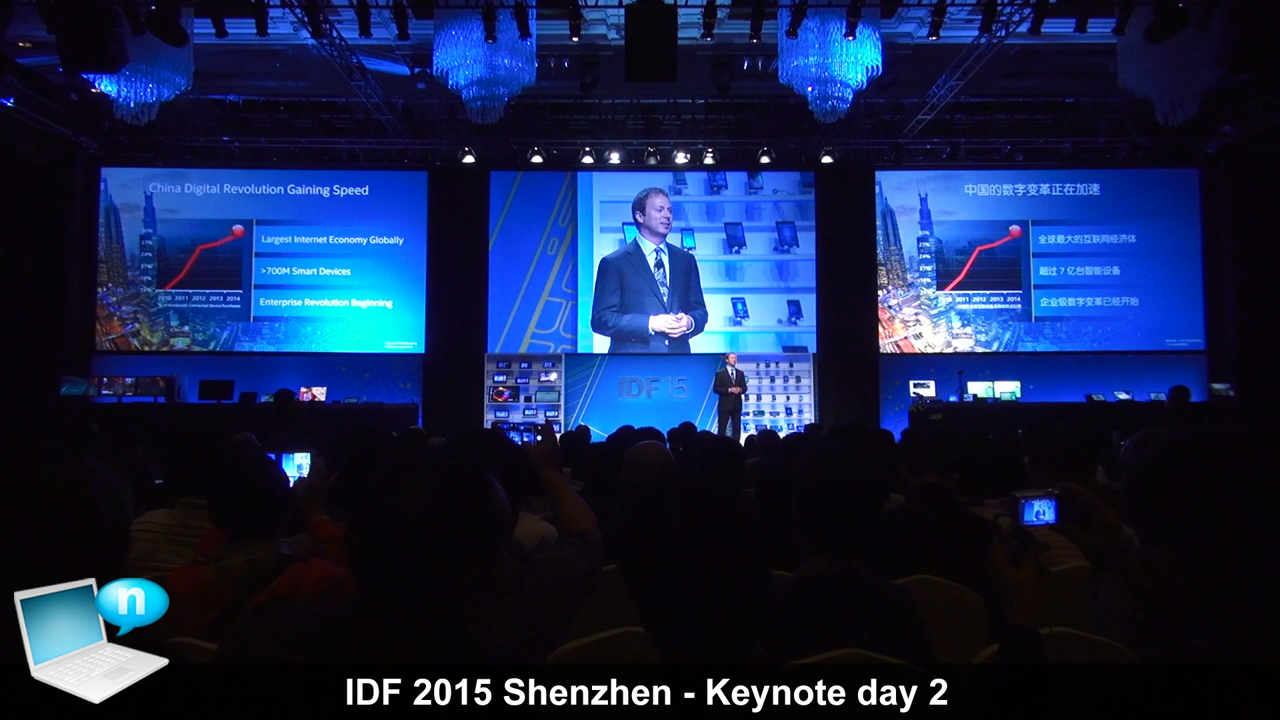 China Digital Revolution Gaining Speed
Largest Internet Economy Globally
>700M Smart Devices
Enterprise Revolution Beginning
2010 2011 2012 2013 2014
中国的数字变革正在加速
全球最大的互联网经济体
超过 7 亿台智能设备
企业级数字变革已经开始
2010 2011 2012 2013 2014
IDF15
n
IDF 2015 Shenzhen - Keynote day 2